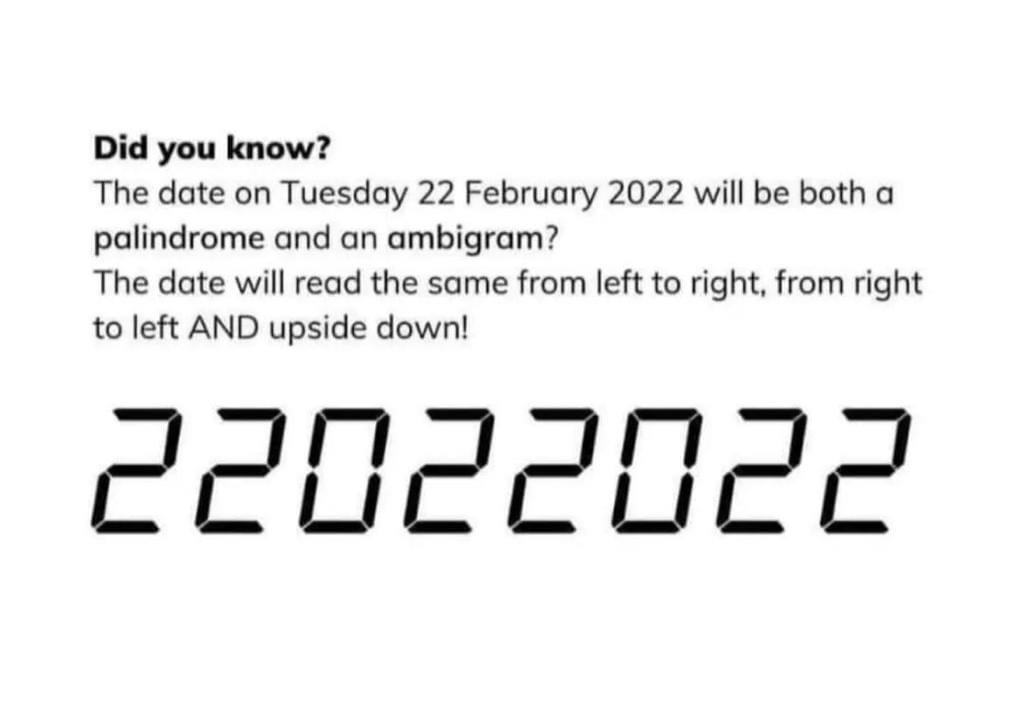 Did you know?
The date on Tuesday 22 February 2022 will be both a
palindrome and an ambigram?
The date will read the same from left to right, from right
to left AND upside down!
22022022